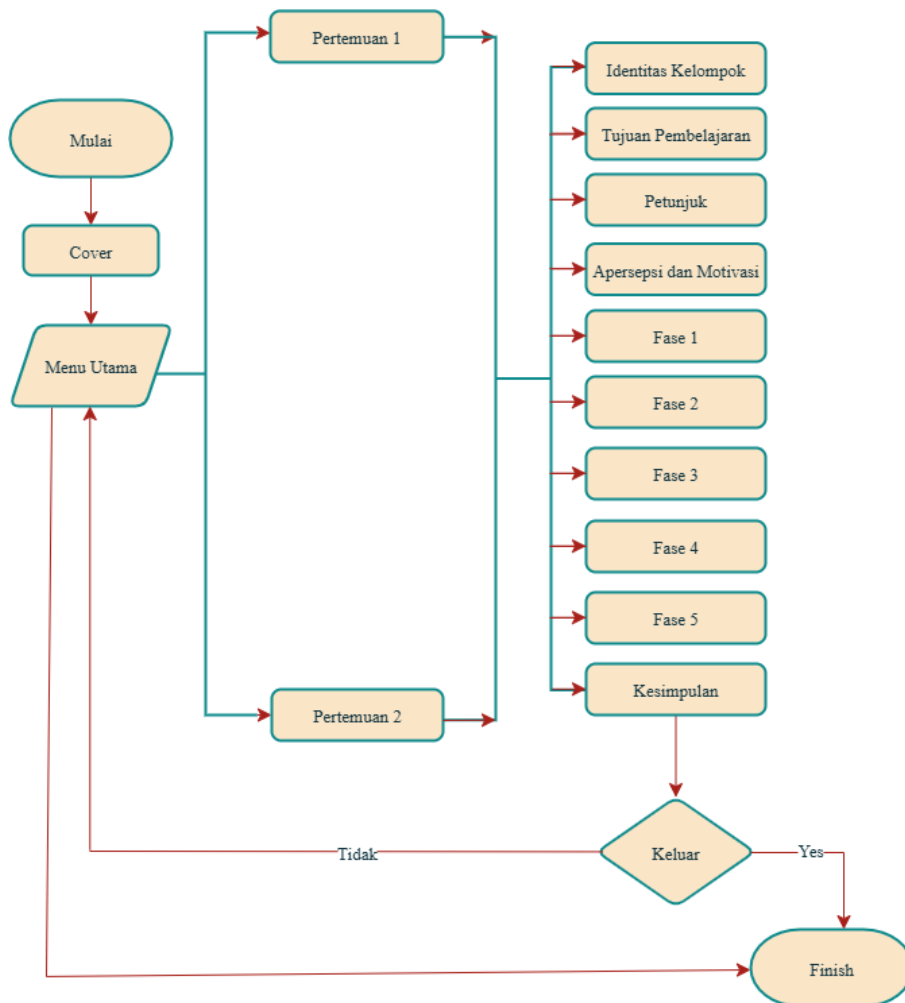 Pertemuan 1
Identitas Kelompok
Mulai
Tujuan Pembelajaran
Petunjuk
Cover
Apersepsi dan Motivasi
Fase 1
Menu Utama
Fase 2
Fase 3
Fase 4
Fase 5
Kesimpulan
Pertemuan 2
Tidak
Keluar
Yes
Finish